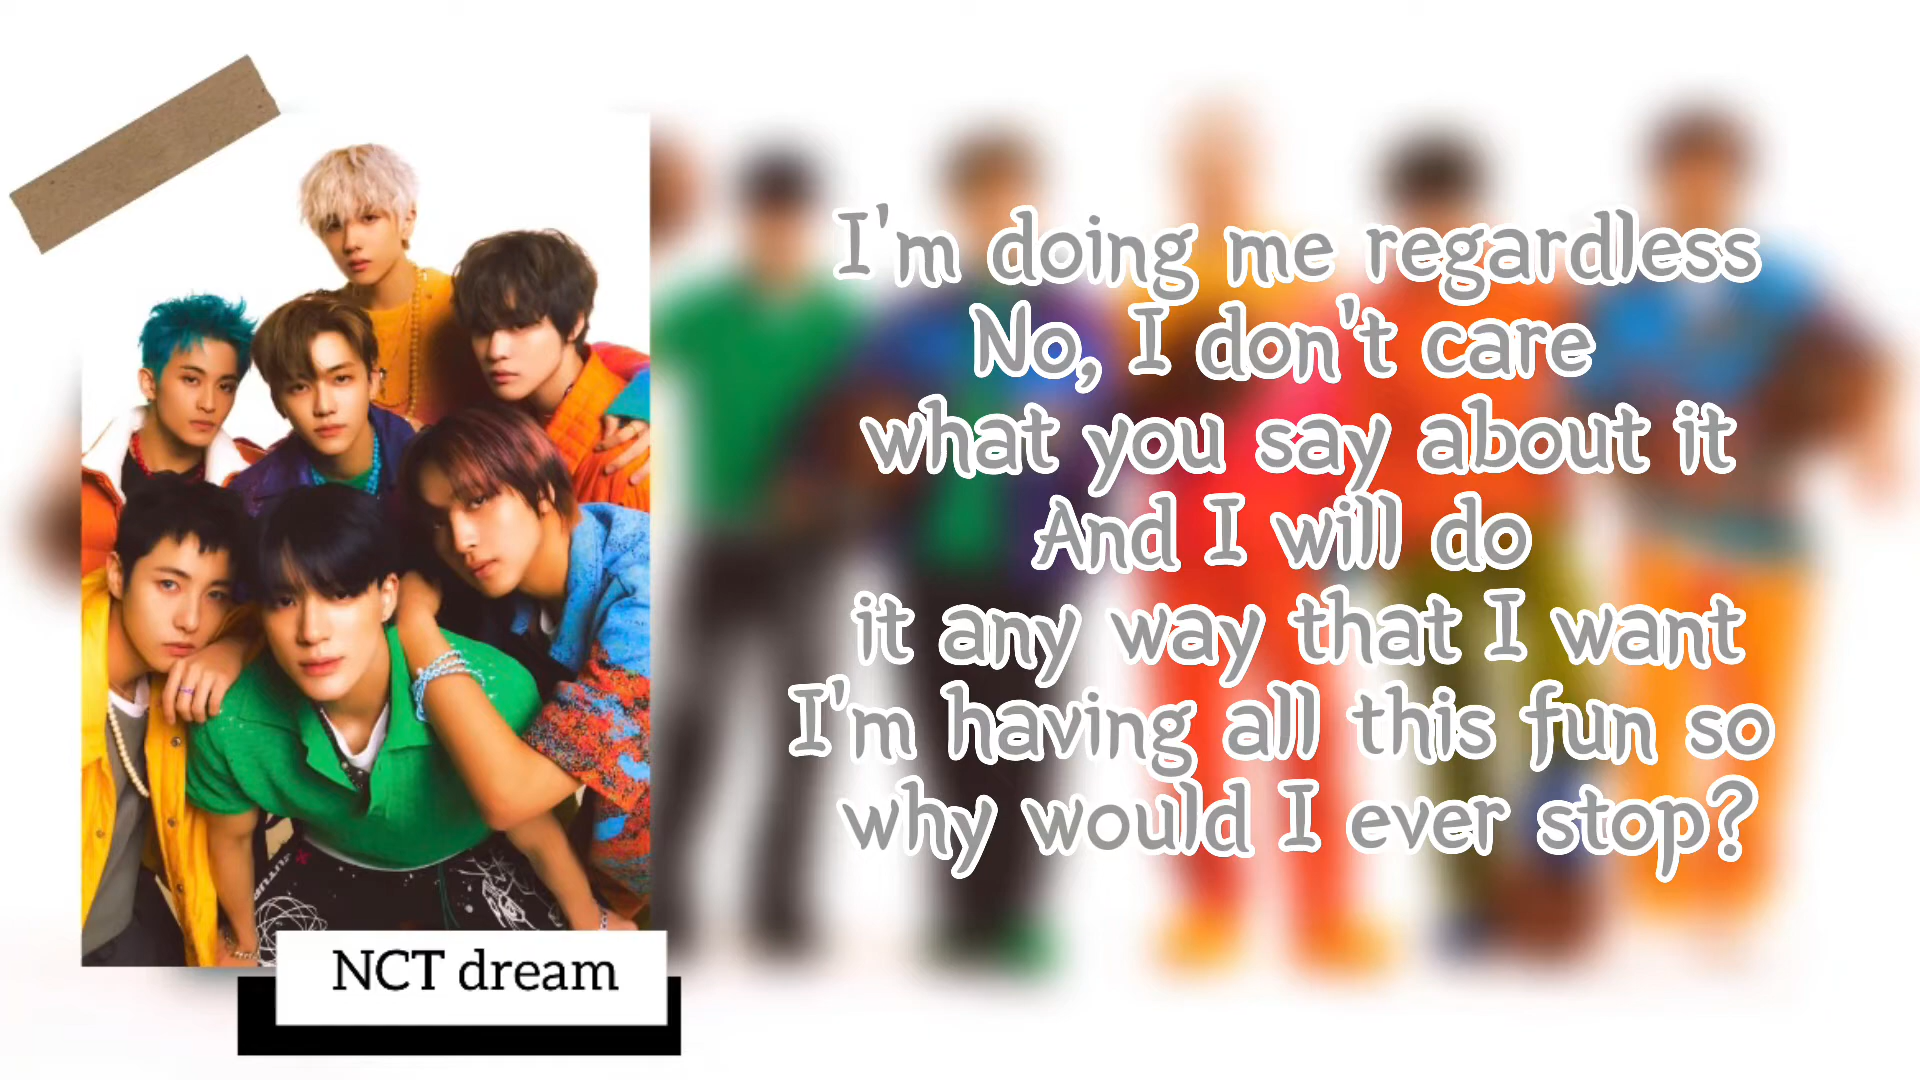 I'm doing me regardless
No, I don't care
what you say about it
And I will do
it any way that I want
I'm having all this fun so
why would I ever stop?
NCT dream